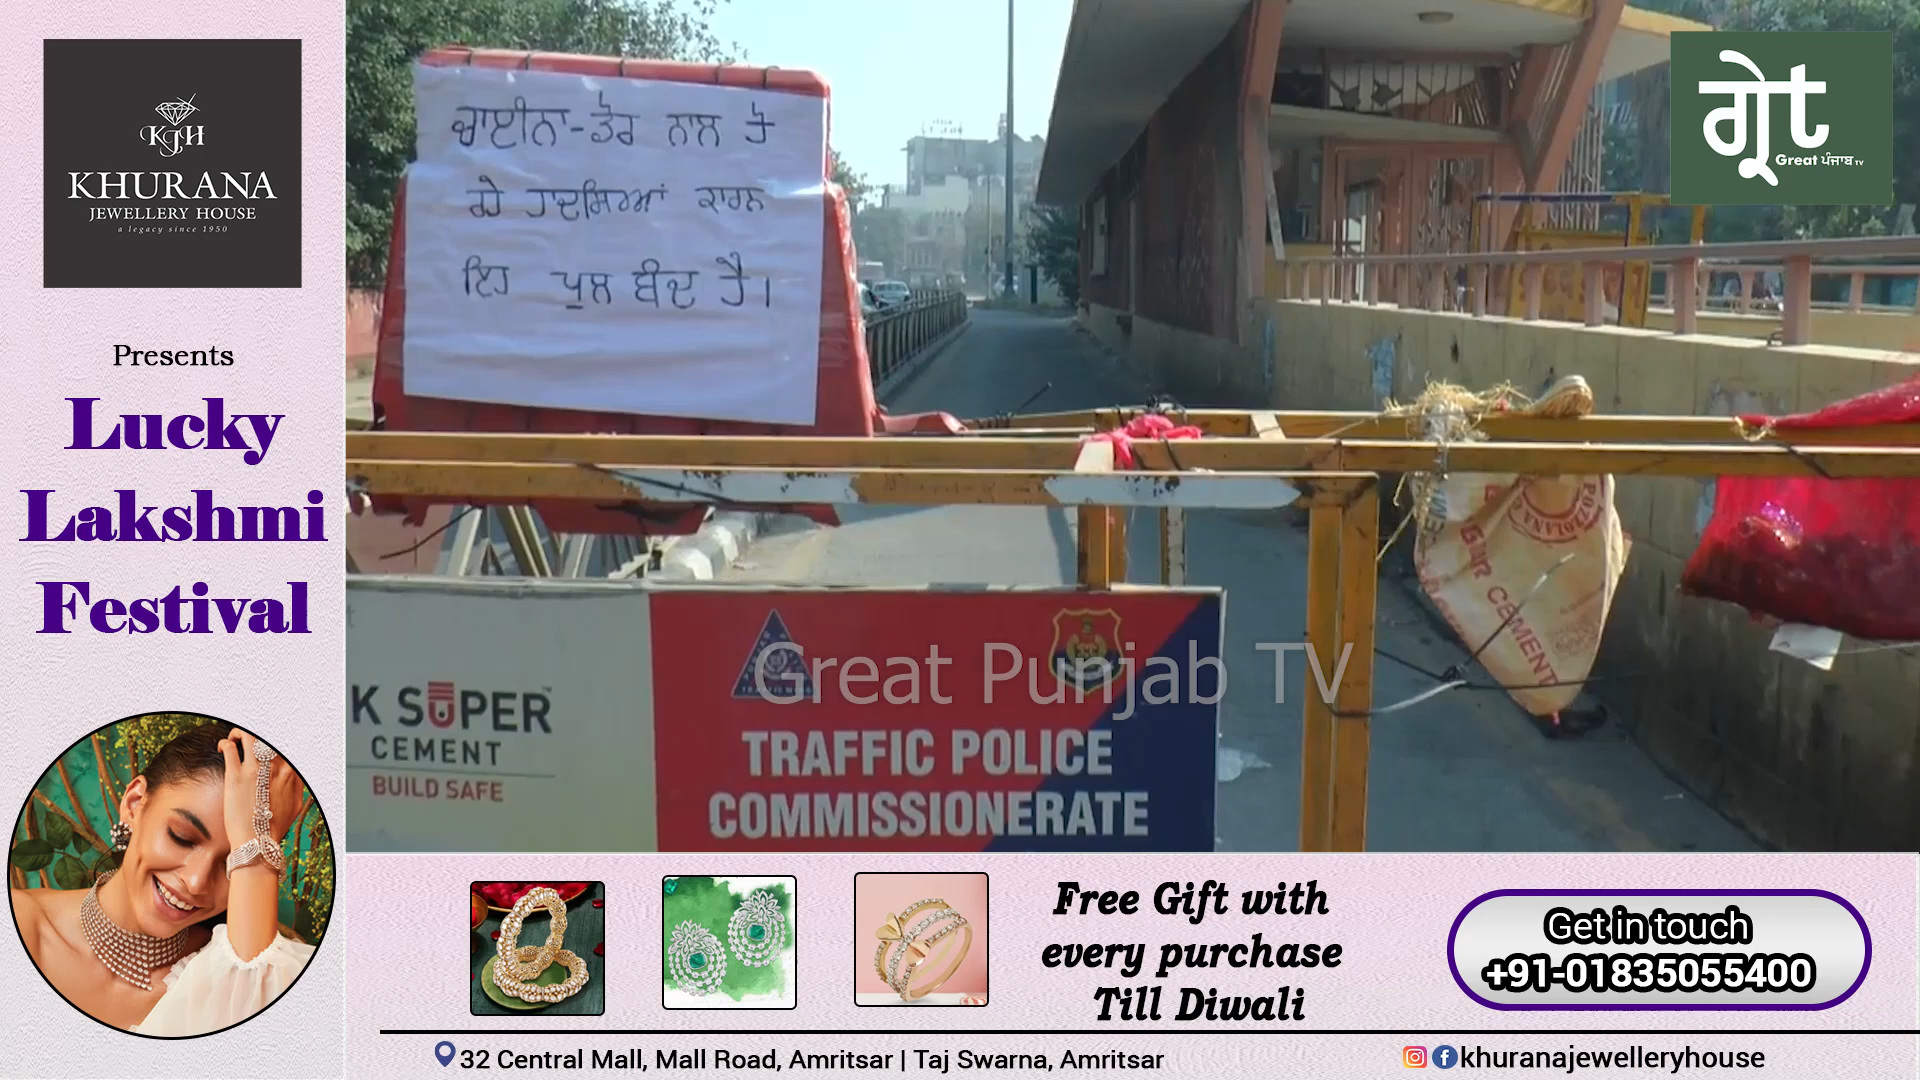 KJH
KHURANA
JEWELLERY HOUSE
a legacy since 1950
Presents
Lucky
Lakshmi
Festival
ਚਾਈਨਾ-ਡੋਰ ਨਾਲ ਹੋ
ਰਹੇ ਹਾਦਸਿਆਂ ਕਾਰਨ
ਇਹ ਪੁਲ ਬੰਦ ਹੈ।
ਗ੍ਰੇt
Great ਪੰਜਾਬ TV
K SUPER
CEMENT
BUILD SAFE
Great Punjab TV
TRAFFIC POLICE
COMMISSIONERATE
POZZOLANA
CEMENT
Free Gift with
every purchase
Till Diwali
Get in touch
+91-01835055400
32 Central Mall, Mall Road, Amritsar | Taj Swarna, Amritsar
khuranajewelleryhouse